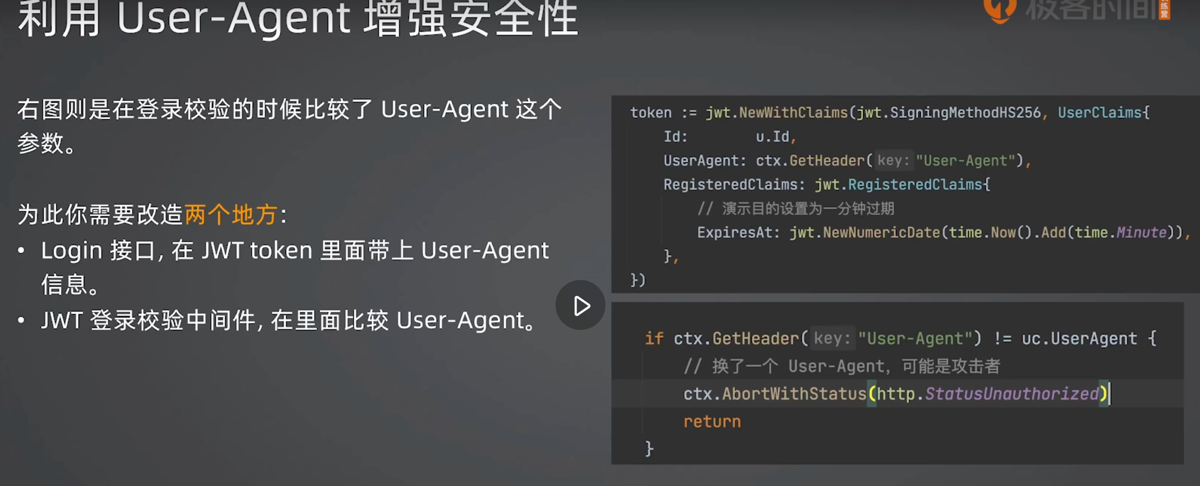 利用 User-Agent 增强安全性
极客时间
右图则是在登录校验的时候比较了 User-Agent 这个
参数。
为此你需要改造两个地方：
• Login 接口, 在 JWT token 里面带上 User-Agent
信息。
• JWT 登录校验中间件, 在里面比较 User-Agent。
token := jwt.NewWithClaims(jwt.SigningMethodHS256, UserClaims{
Id: u.Id,
UserAgent: ctx.GetHeader( key: "User-Agent"),
RegisteredClaims: jwt.RegisteredClaims{
// 演示目的设置为一分钟过期
ExpiresAt: jwt.NewNumericDate(time.Now().Add(time.Minute)),
},
})
if ctx.GetHeader( key: "User-Agent") != uc.UserAgent {
// 换了一个 User-Agent，可能是攻击者
ctx.AbortWithStatus(http.StatusUnauthorized)
return
}